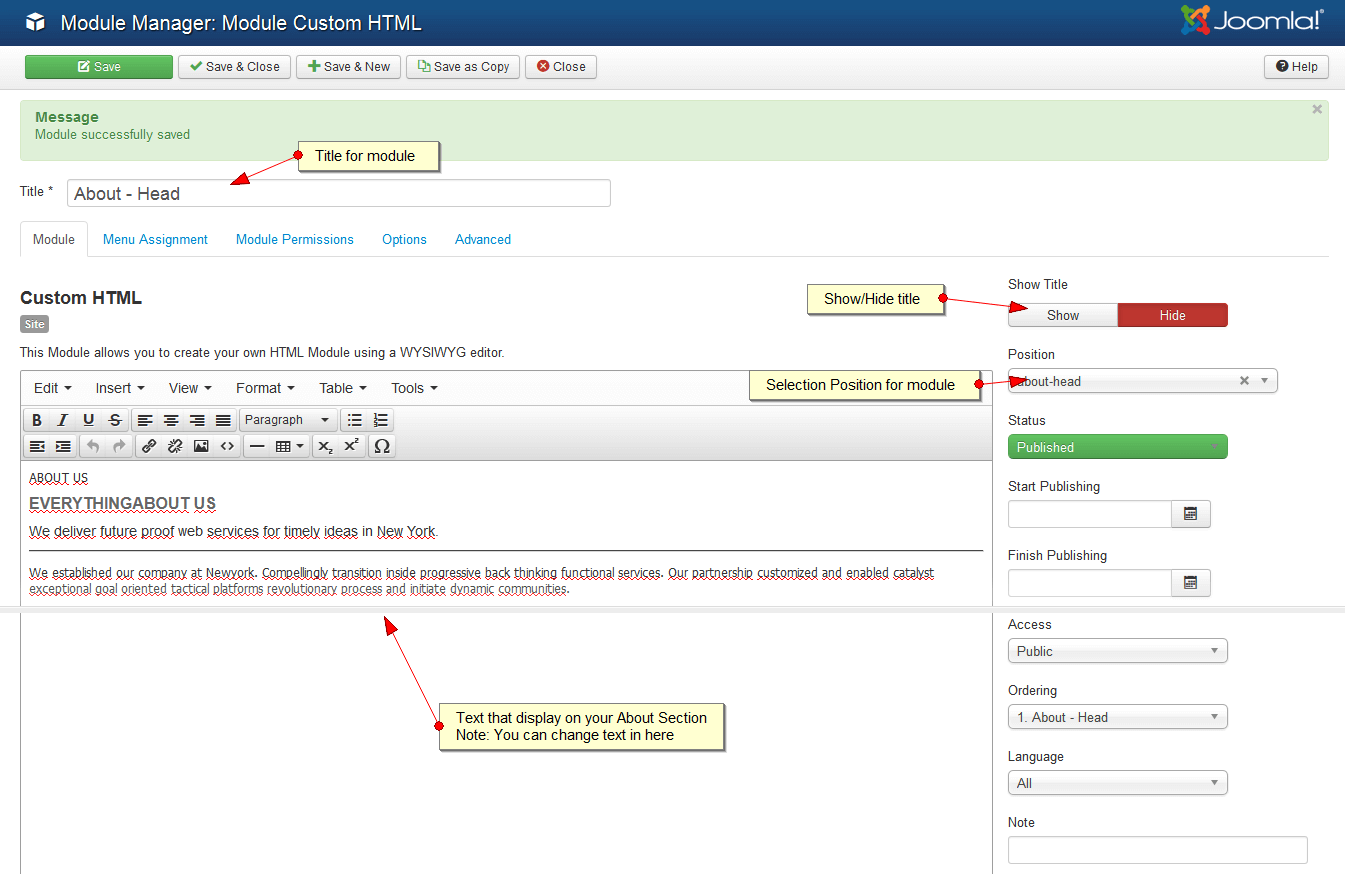 Module Manager: Module Custom HTML
Joomla!®
Save
Save & Close
Save & New
Save as Copy
Close
Help
Message
Module successfully saved
Title for module
Title *
About - Head
Module
Menu Assignment
Module Permissions
Options
Advanced
Custom HTML
Site
This Module allows you to create your own HTML Module using a WYSIWYG editor.
Edit
Insert
View
Format
Table
Tools
Paragraph
ABOUT US
EVERYTHINGABOUT US
We deliver future proof web services for timely ideas in New York.
We established our company at Newyork. Compellingly transition inside progressive back thinking functional services. Our partnership customized and enabled catalyst
exceptional goal oriented tactical platforms revolutionary process and initiate dynamic communities.
Text that display on your About Section
Note: You can change text in here
Show Title
Show/Hide title
Show
Hide
Position
Selection Position for module
about-head
Status
Published
Start Publishing
Finish Publishing
Access
Public
Ordering
1. About - Head
Language
All
Note